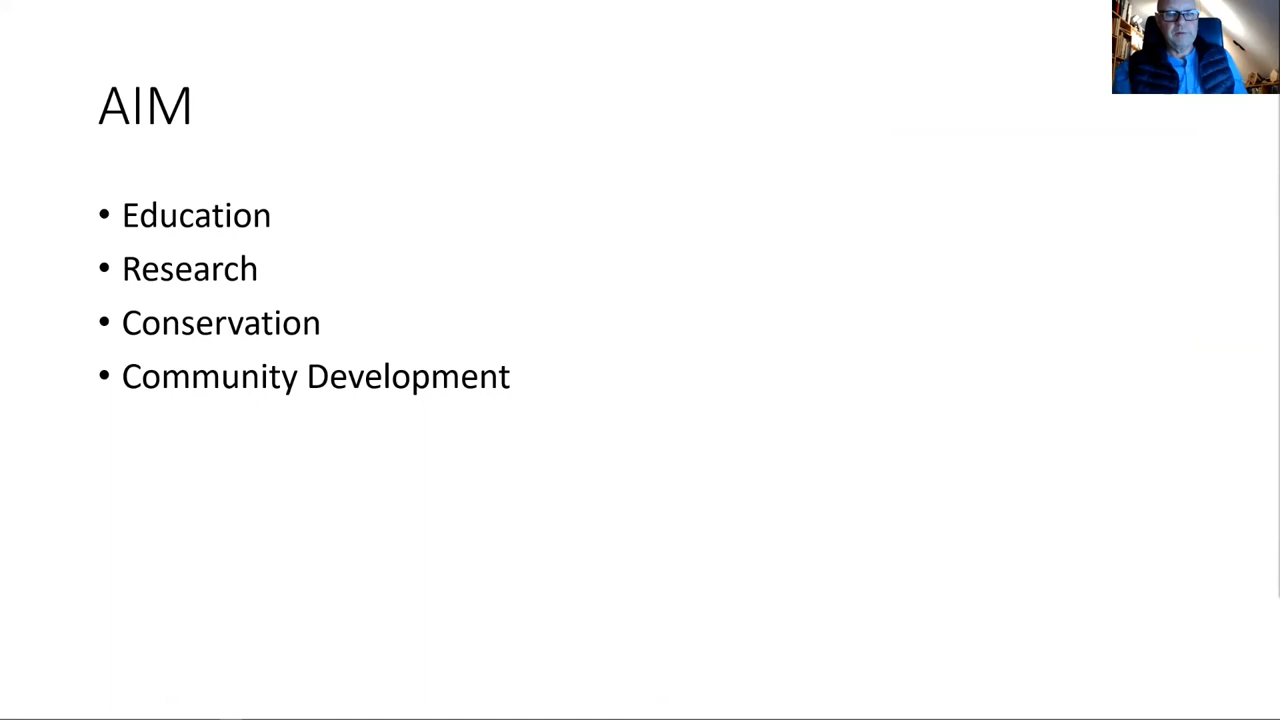 AIM
• Education
• Research
• Conservation
• Community Development